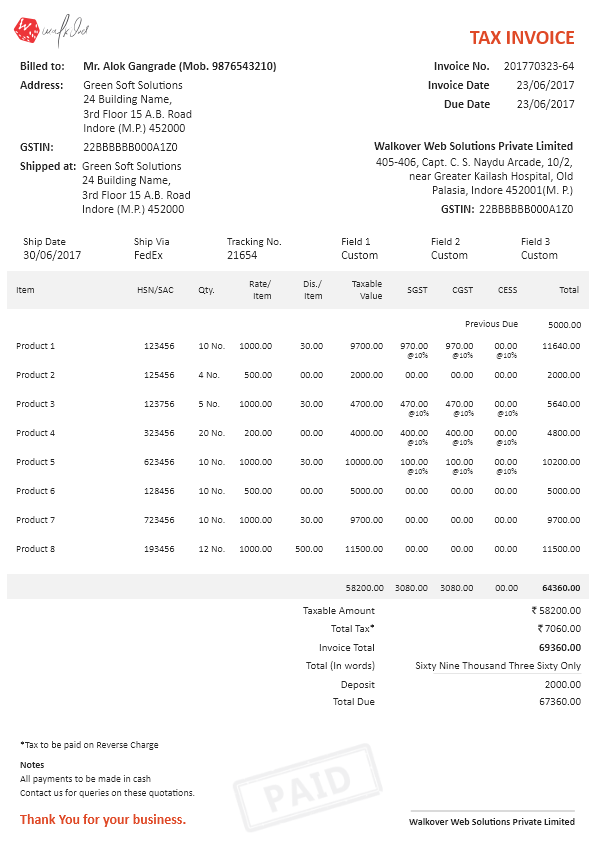 W Walkover
TAX INVOICE
Billed to: Mr. Alok Gangrade (Mob. 9876543210)
Address: Green Soft Solutions
24 Building Name,
3rd Floor 15 A.B. Road
Indore (M.P.) 452000
GSTIN: 22BBBBBB000A1Z0
Shipped at: Green Soft Solutions
24 Building Name,
3rd Floor 15 A.B. Road
Indore (M.P.) 452000
Invoice No. 201770323-64
Invoice Date 23/06/2017
Due Date 23/06/2017
Walkover Web Solutions Private Limited
405-406, Capt. C. S. Naydu Arcade, 10/2,
near Greater Kailash Hospital, Old
Palasia, Indore 452001(M. P.)
GSTIN: 22BBBBBB000A1Z0
Ship Date Ship Via Tracking No. Field 1 Field 2 Field 3
30/06/2017 FedEx 21654 Custom Custom Custom
Item HSN/SAC Qty. Rate/ Item Dis./ Item Taxable Value SGST CGST CESS Total
Previous Due 5000.00
Product 1 123456 10 No. 1000.00 30.00 9700.00 970.00 970.00 00.00 11640.00
@10% @10% @10%
Product 2 125456 4 No. 500.00 00.00 2000.00 00.00 00.00 00.00 2000.00
Product 3 123756 5 No. 1000.00 30.00 4700.00 470.00 470.00 00.00 5640.00
@10% @10% @10%
Product 4 323456 20 No. 200.00 00.00 4000.00 400.00 400.00 00.00 4800.00
@10% @10% @10%
Product 5 623456 10 No. 1000.00 30.00 10000.00 100.00 100.00 00.00 10200.00
@10% @10% @10%
Product 6 128456 10 No. 500.00 00.00 5000.00 00.00 00.00 00.00 5000.00
Product 7 723456 10 No. 1000.00 30.00 9700.00 00.00 00.00 00.00 9700.00
Product 8 193456 12 No. 1000.00 500.00 11500.00 00.00 00.00 00.00 11500.00
58200.00 3080.00 3080.00 00.00 64360.00
Taxable Amount ₹ 58200.00
Total Tax* ₹ 7060.00
Invoice Total 69360.00
Total (In words) Sixty Nine Thousand Three Sixty Only
Deposit 2000.00
Total Due 67360.00
*Tax to be paid on Reverse Charge
Notes
All payments to be made in cash
Contact us for queries on these quotations.
PAID
Thank You for your business.
Walkover Web Solutions Private Limited